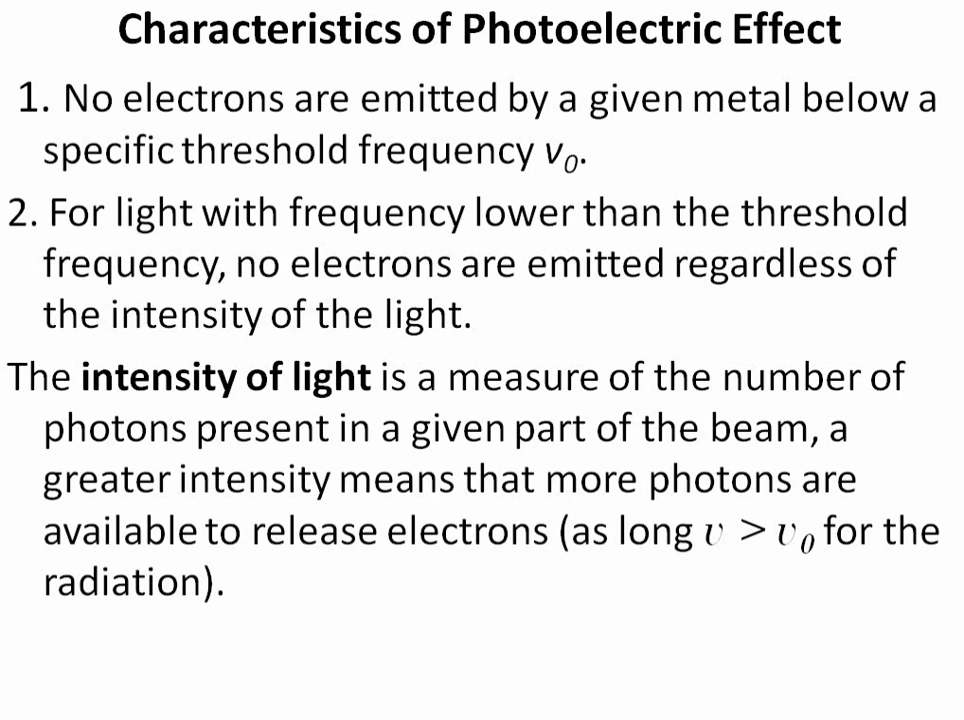 Characteristics of Photoelectric Effect
1. No electrons are emitted by a given metal below a
specific threshold frequency v₀.
2. For light with frequency lower than the threshold
frequency, no electrons are emitted regardless of
the intensity of the light.
The intensity of light is a measure of the number of
photons present in a given part of the beam, a
greater intensity means that more photons are
available to release electrons (as long υ > υ₀ for the
radiation).